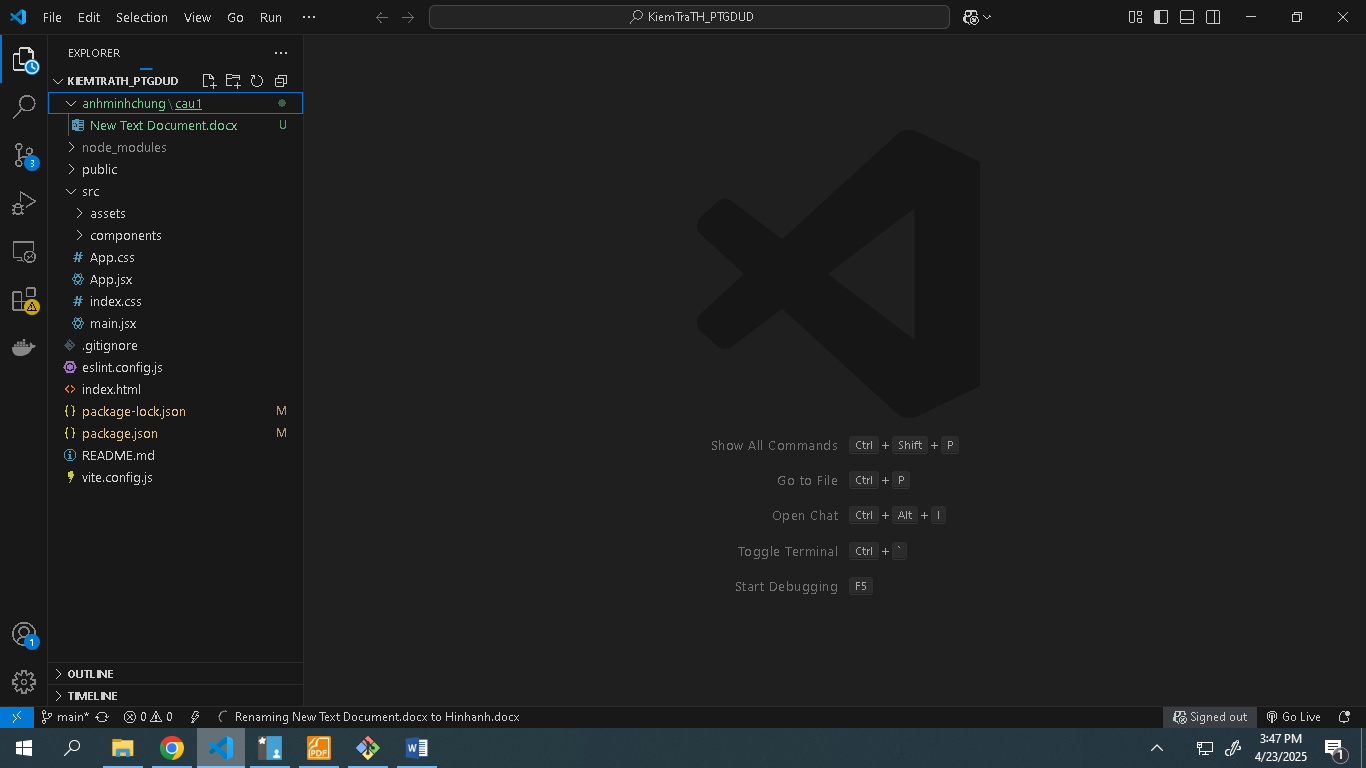 File Edit Selection View Go Run ··· KiemTraTH_PTGDUD
EXPLORER ···
KIEMTRATH_PTGDUD
anhminhchung\cau1
New Text Document.docx U
node_modules
public
src
assets
components
App.css
App.jsx
index.css
main.jsx
.gitignore
eslint.config.js
index.html
package-lock.json M
package.json M
README.md
vite.config.js
3
1
OUTLINE
TIMELINE
Show All Commands Ctrl + Shift + P
Go to File Ctrl + P
Open Chat Ctrl + Alt + I
Toggle Terminal Ctrl + `
Start Debugging F5
main* 0 0 Renaming New Text Document.docx to Hinhanh.docx Signed out Go Live
PDF W 3:47 PM
4/23/2025 1